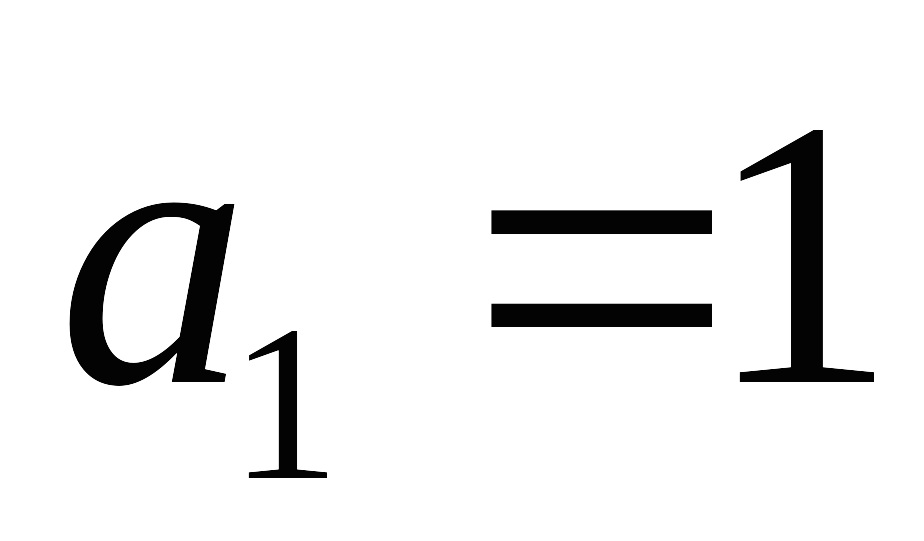 a₁ =1